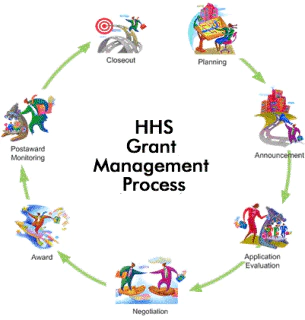 Closeout
Planning
HHS
Grant
Management
Process
Announcement
Application
Evaluation
Negotiation
Award
Postaward
Monitoring